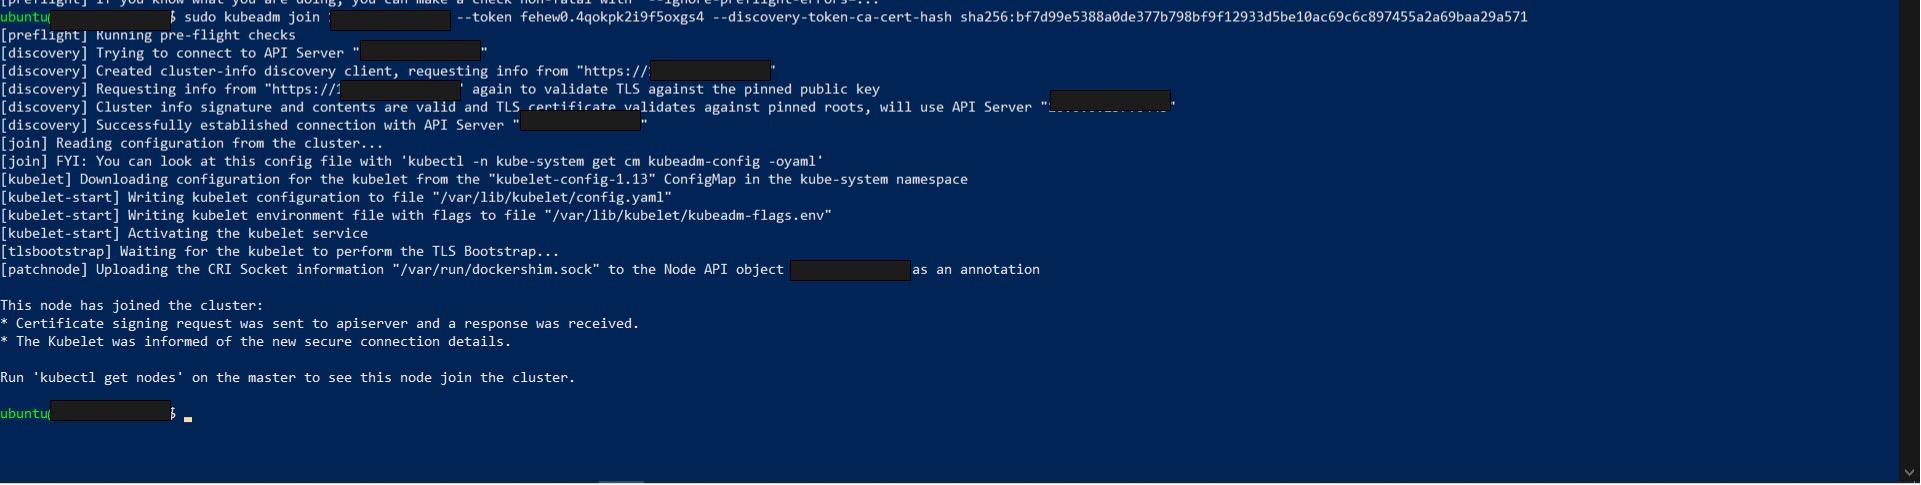 [preflight] If you know what you are doing, you can make a check non-fatal with `--ignore-preflight-errors=...`
ubuntu $ sudo kubeadm join --token fehew0.4qokpk2i9f5oxgs4 --discovery-token-ca-cert-hash sha256:bf7d99e5388a0de377b798bf9f12933d5be10ac69c6c897455a2a69baa29a571
[preflight] Running pre-flight checks
[discovery] Trying to connect to API Server " "
[discovery] Created cluster-info discovery client, requesting info from "https:// "
[discovery] Requesting info from "https://1 " again to validate TLS against the pinned public key
[discovery] Cluster info signature and contents are valid and TLS certificate validates against pinned roots, will use API Server " "
[discovery] Successfully established connection with API Server " "
[join] Reading configuration from the cluster...
[join] FYI: You can look at this config file with 'kubectl -n kube-system get cm kubeadm-config -oyaml'
[kubelet] Downloading configuration for the kubelet from the "kubelet-config-1.13" ConfigMap in the kube-system namespace
[kubelet-start] Writing kubelet configuration to file "/var/lib/kubelet/config.yaml"
[kubelet-start] Writing kubelet environment file with flags to file "/var/lib/kubelet/kubeadm-flags.env"
[kubelet-start] Activating the kubelet service
[tlsbootstrap] Waiting for the kubelet to perform the TLS Bootstrap...
[patchnode] Uploading the CRI Socket information "/var/run/dockershim.sock" to the Node API object as an annotation
This node has joined the cluster:
* Certificate signing request was sent to apiserver and a response was received.
* The Kubelet was informed of the new secure connection details.
Run 'kubectl get nodes' on the master to see this node join the cluster.
ubuntu $